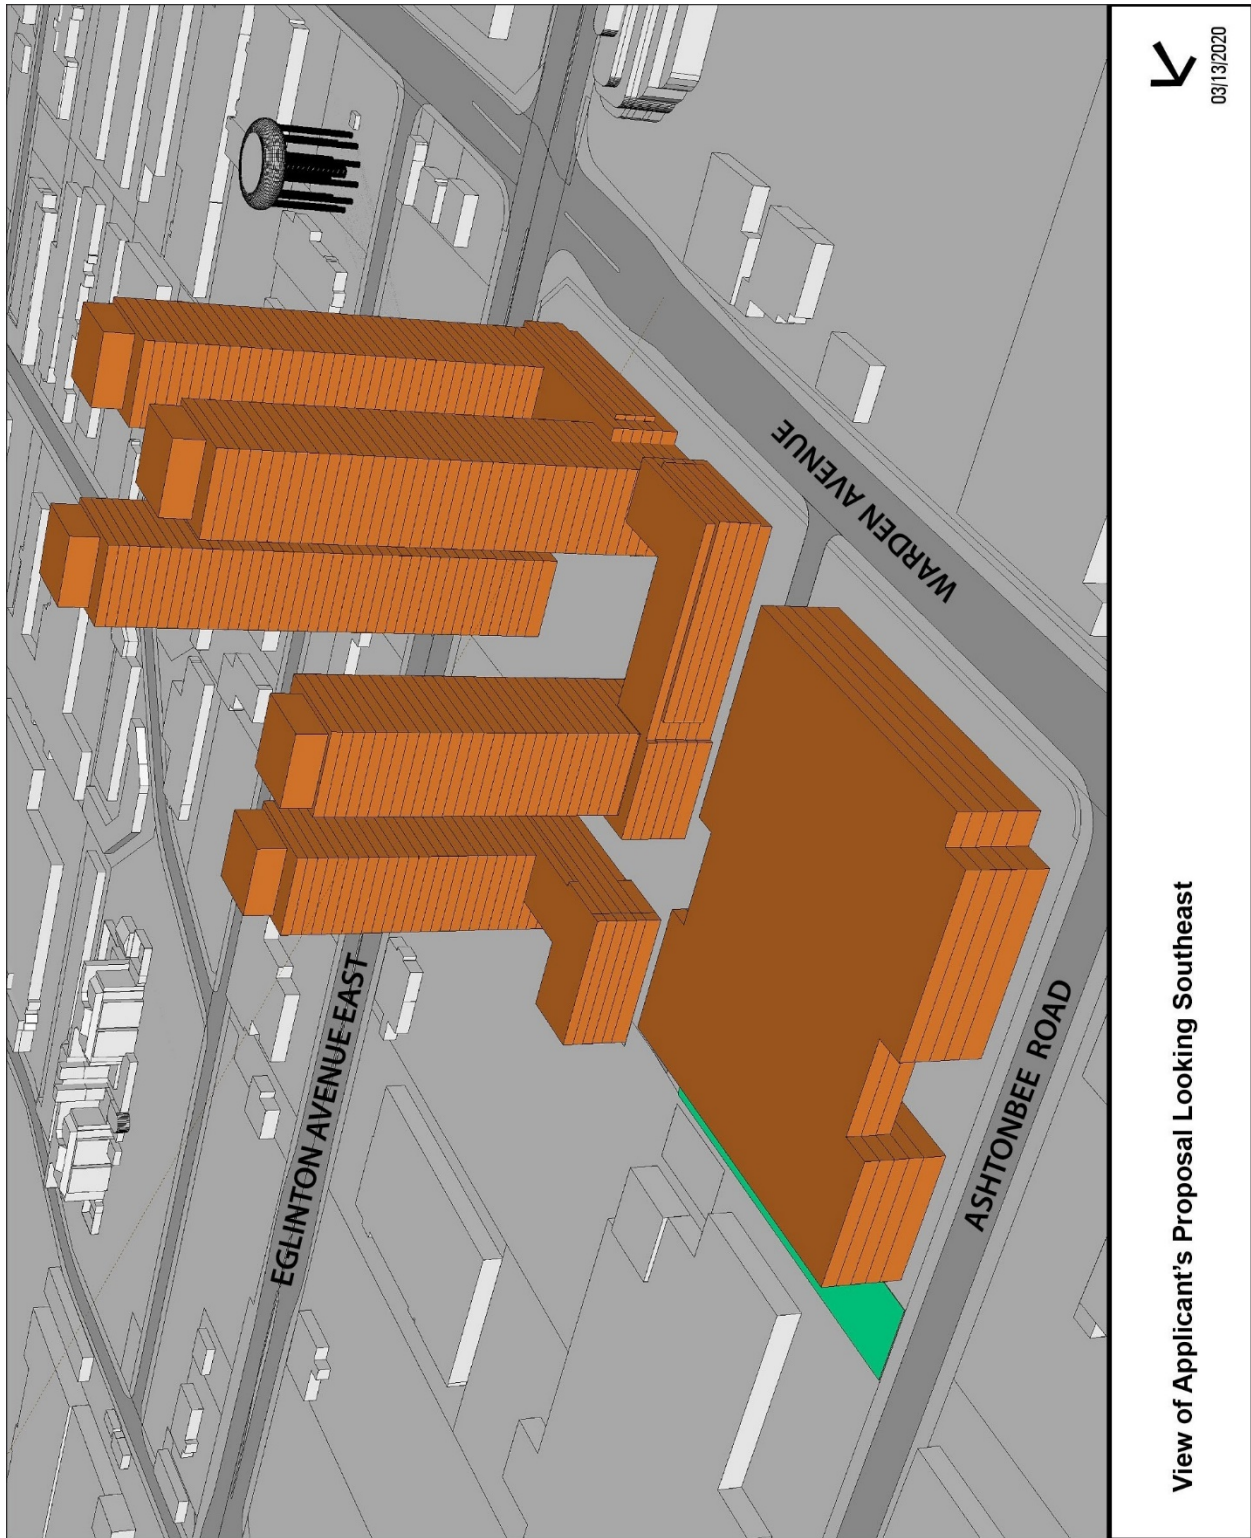 EGLINTON AVENUE EAST
WARDEN AVENUE
ASHTONBEE ROAD
View of Applicant's Proposal Looking Southeast
03/13/2020